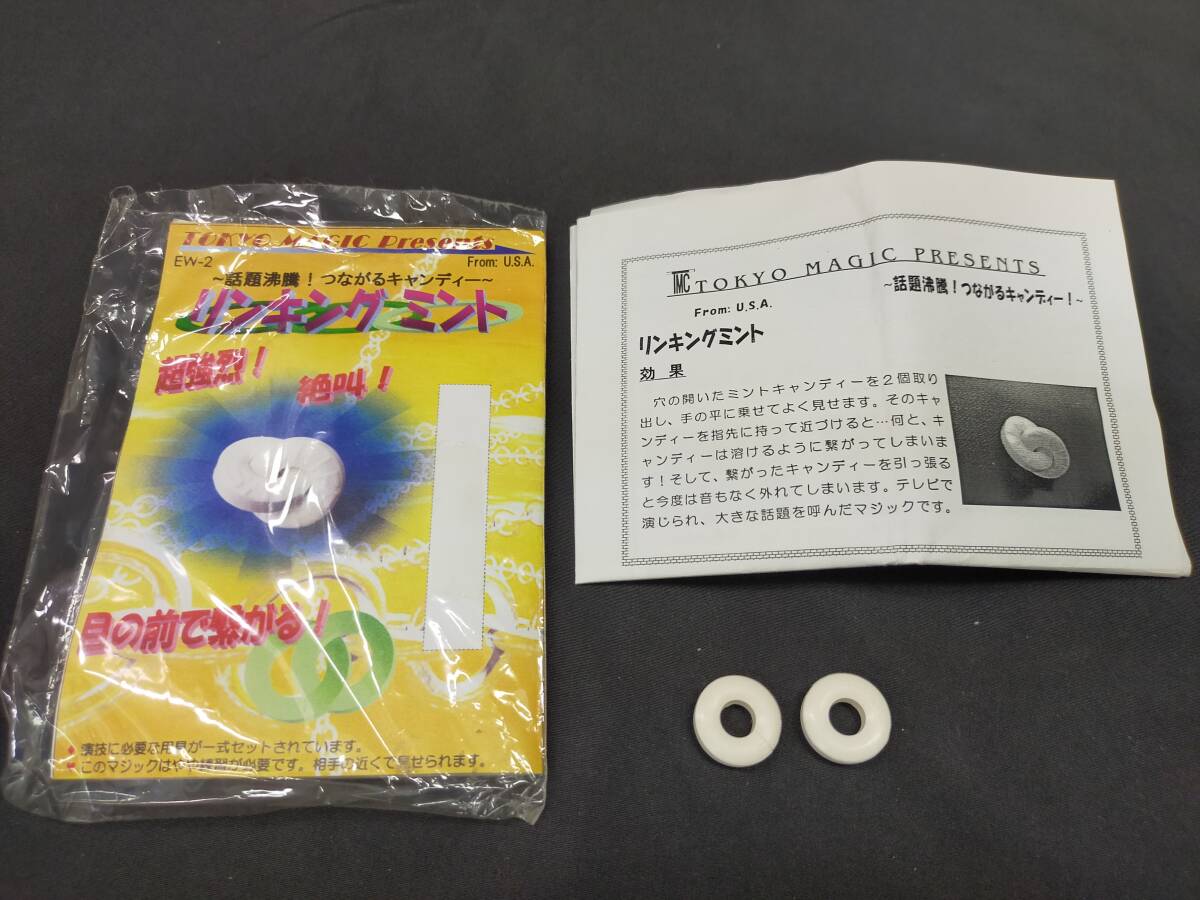 TOKYO MAGIC Presents
EW-2
From: U.S.A.
~話題沸騰！つながるキャンディー~
リンキングミント
超強烈！
絶叫！
目の前で繋がる！
演技に必要な用具が一式セットされています。
このマジックはやや練習が必要です。相手の近くで見せられます。
TMC TOKYO MAGIC PRESENTS
From: U.S.A.
~話題沸騰！つながるキャンディー！~
リンキングミント
効果
穴の開いたミントキャンディーを２個取り
出し、手の平に乗せてよく見せます。そのキャ
ンディーを指先に持って近づけると…何と、キ
ャンディーは溶けるように繋がってしまいま
す！そして、繋がったキャンディーを引っ張る
と今度は音もなく外れてしまいます。テレビで
演じられ、大きな話題を呼んだマジックです。